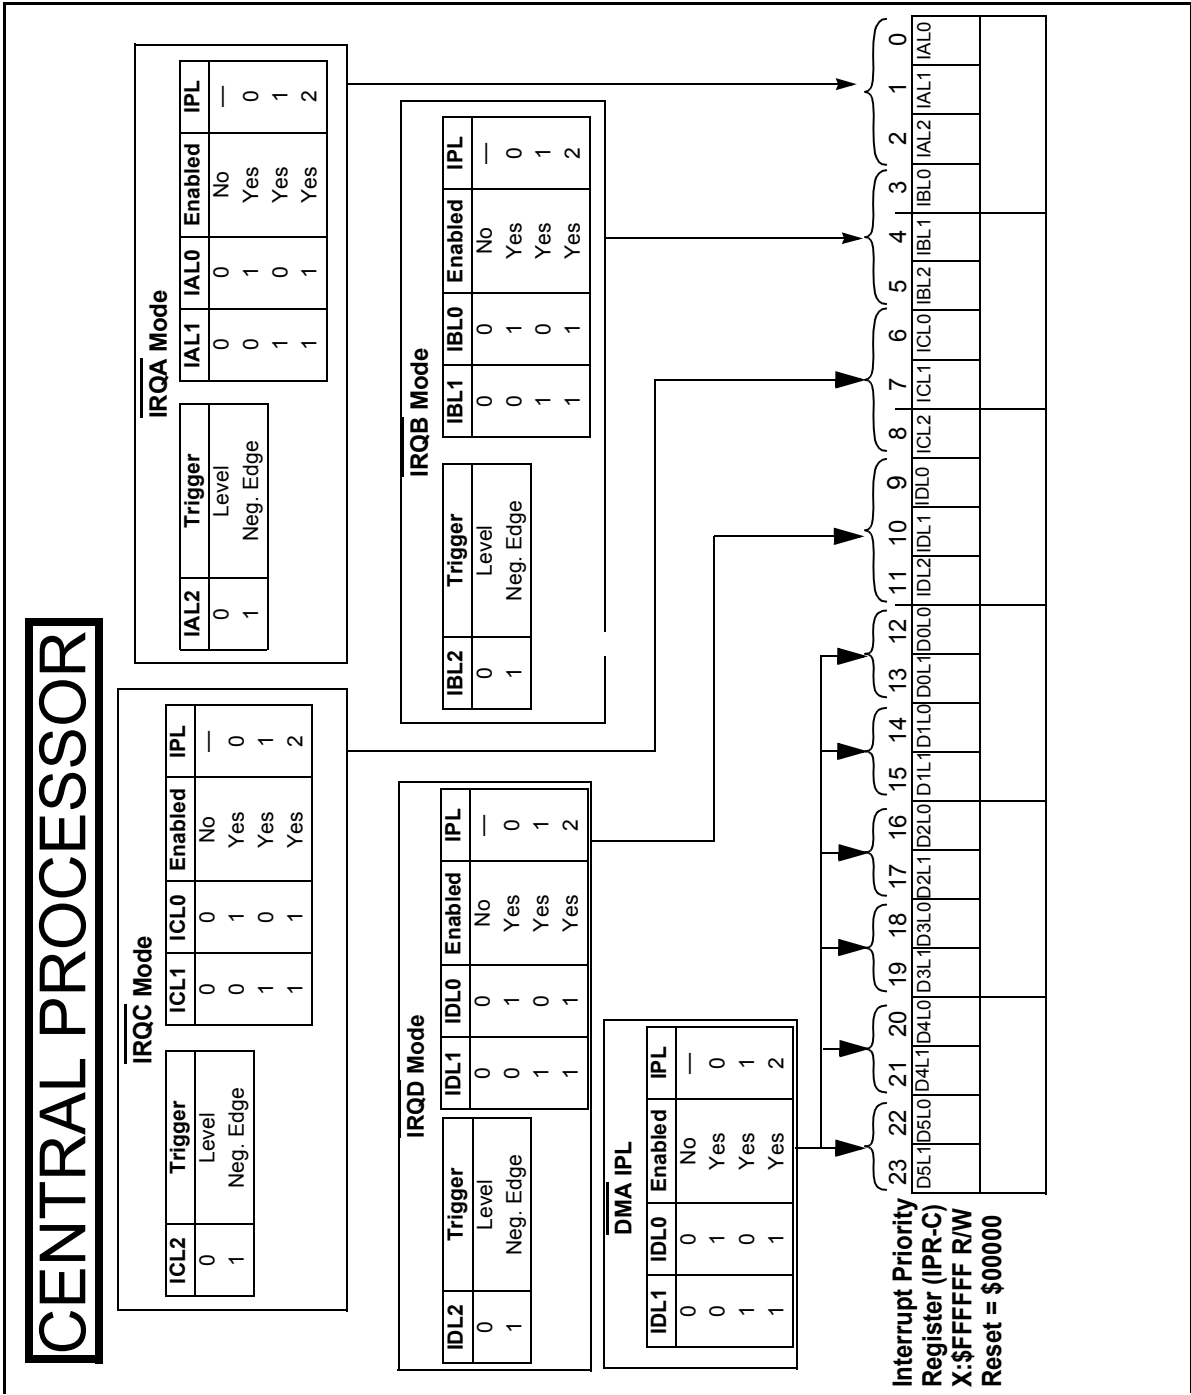 CENTRAL PROCESSOR
IRQC Mode
ICL2 Trigger
0 Level
1 Neg. Edge
ICL1 ICL0 Enabled IPL
0 0 No —
0 1 Yes 0
1 0 Yes 1
1 1 Yes 2
IRQA Mode
IAL2 Trigger
0 Level
1 Neg. Edge
IAL1 IAL0 Enabled IPL
0 0 No —
0 1 Yes 0
1 0 Yes 1
1 1 Yes 2
IRQD Mode
IDL2 Trigger
0 Level
1 Neg. Edge
IDL1 IDL0 Enabled IPL
0 0 No —
0 1 Yes 0
1 0 Yes 1
1 1 Yes 2
IRQB Mode
IBL2 Trigger
0 Level
1 Neg. Edge
IBL1 IBL0 Enabled IPL
0 0 No —
0 1 Yes 0
1 0 Yes 1
1 1 Yes 2
DMA IPL
IDL1 IDL0 Enabled IPL
0 0 No —
0 1 Yes 0
1 0 Yes 1
1 1 Yes 2
23 22 21 20 19 18 17 16 15 14 13 12 11 10 9 8 7 6 5 4 3 2 1 0
D5L1 D5L0 D4L1 D4L0 D3L1 D3L0 D2L1 D2L0 D1L1 D1L0 D0L1 D0L0 IDL2 IDL1 IDL0 ICL2 ICL1 ICL0 IBL2 IBL1 IBL0 IAL2 IAL1 IAL0
Interrupt Priority
Register (IPR-C)
X:$FFFFFF R/W
Reset = $00000